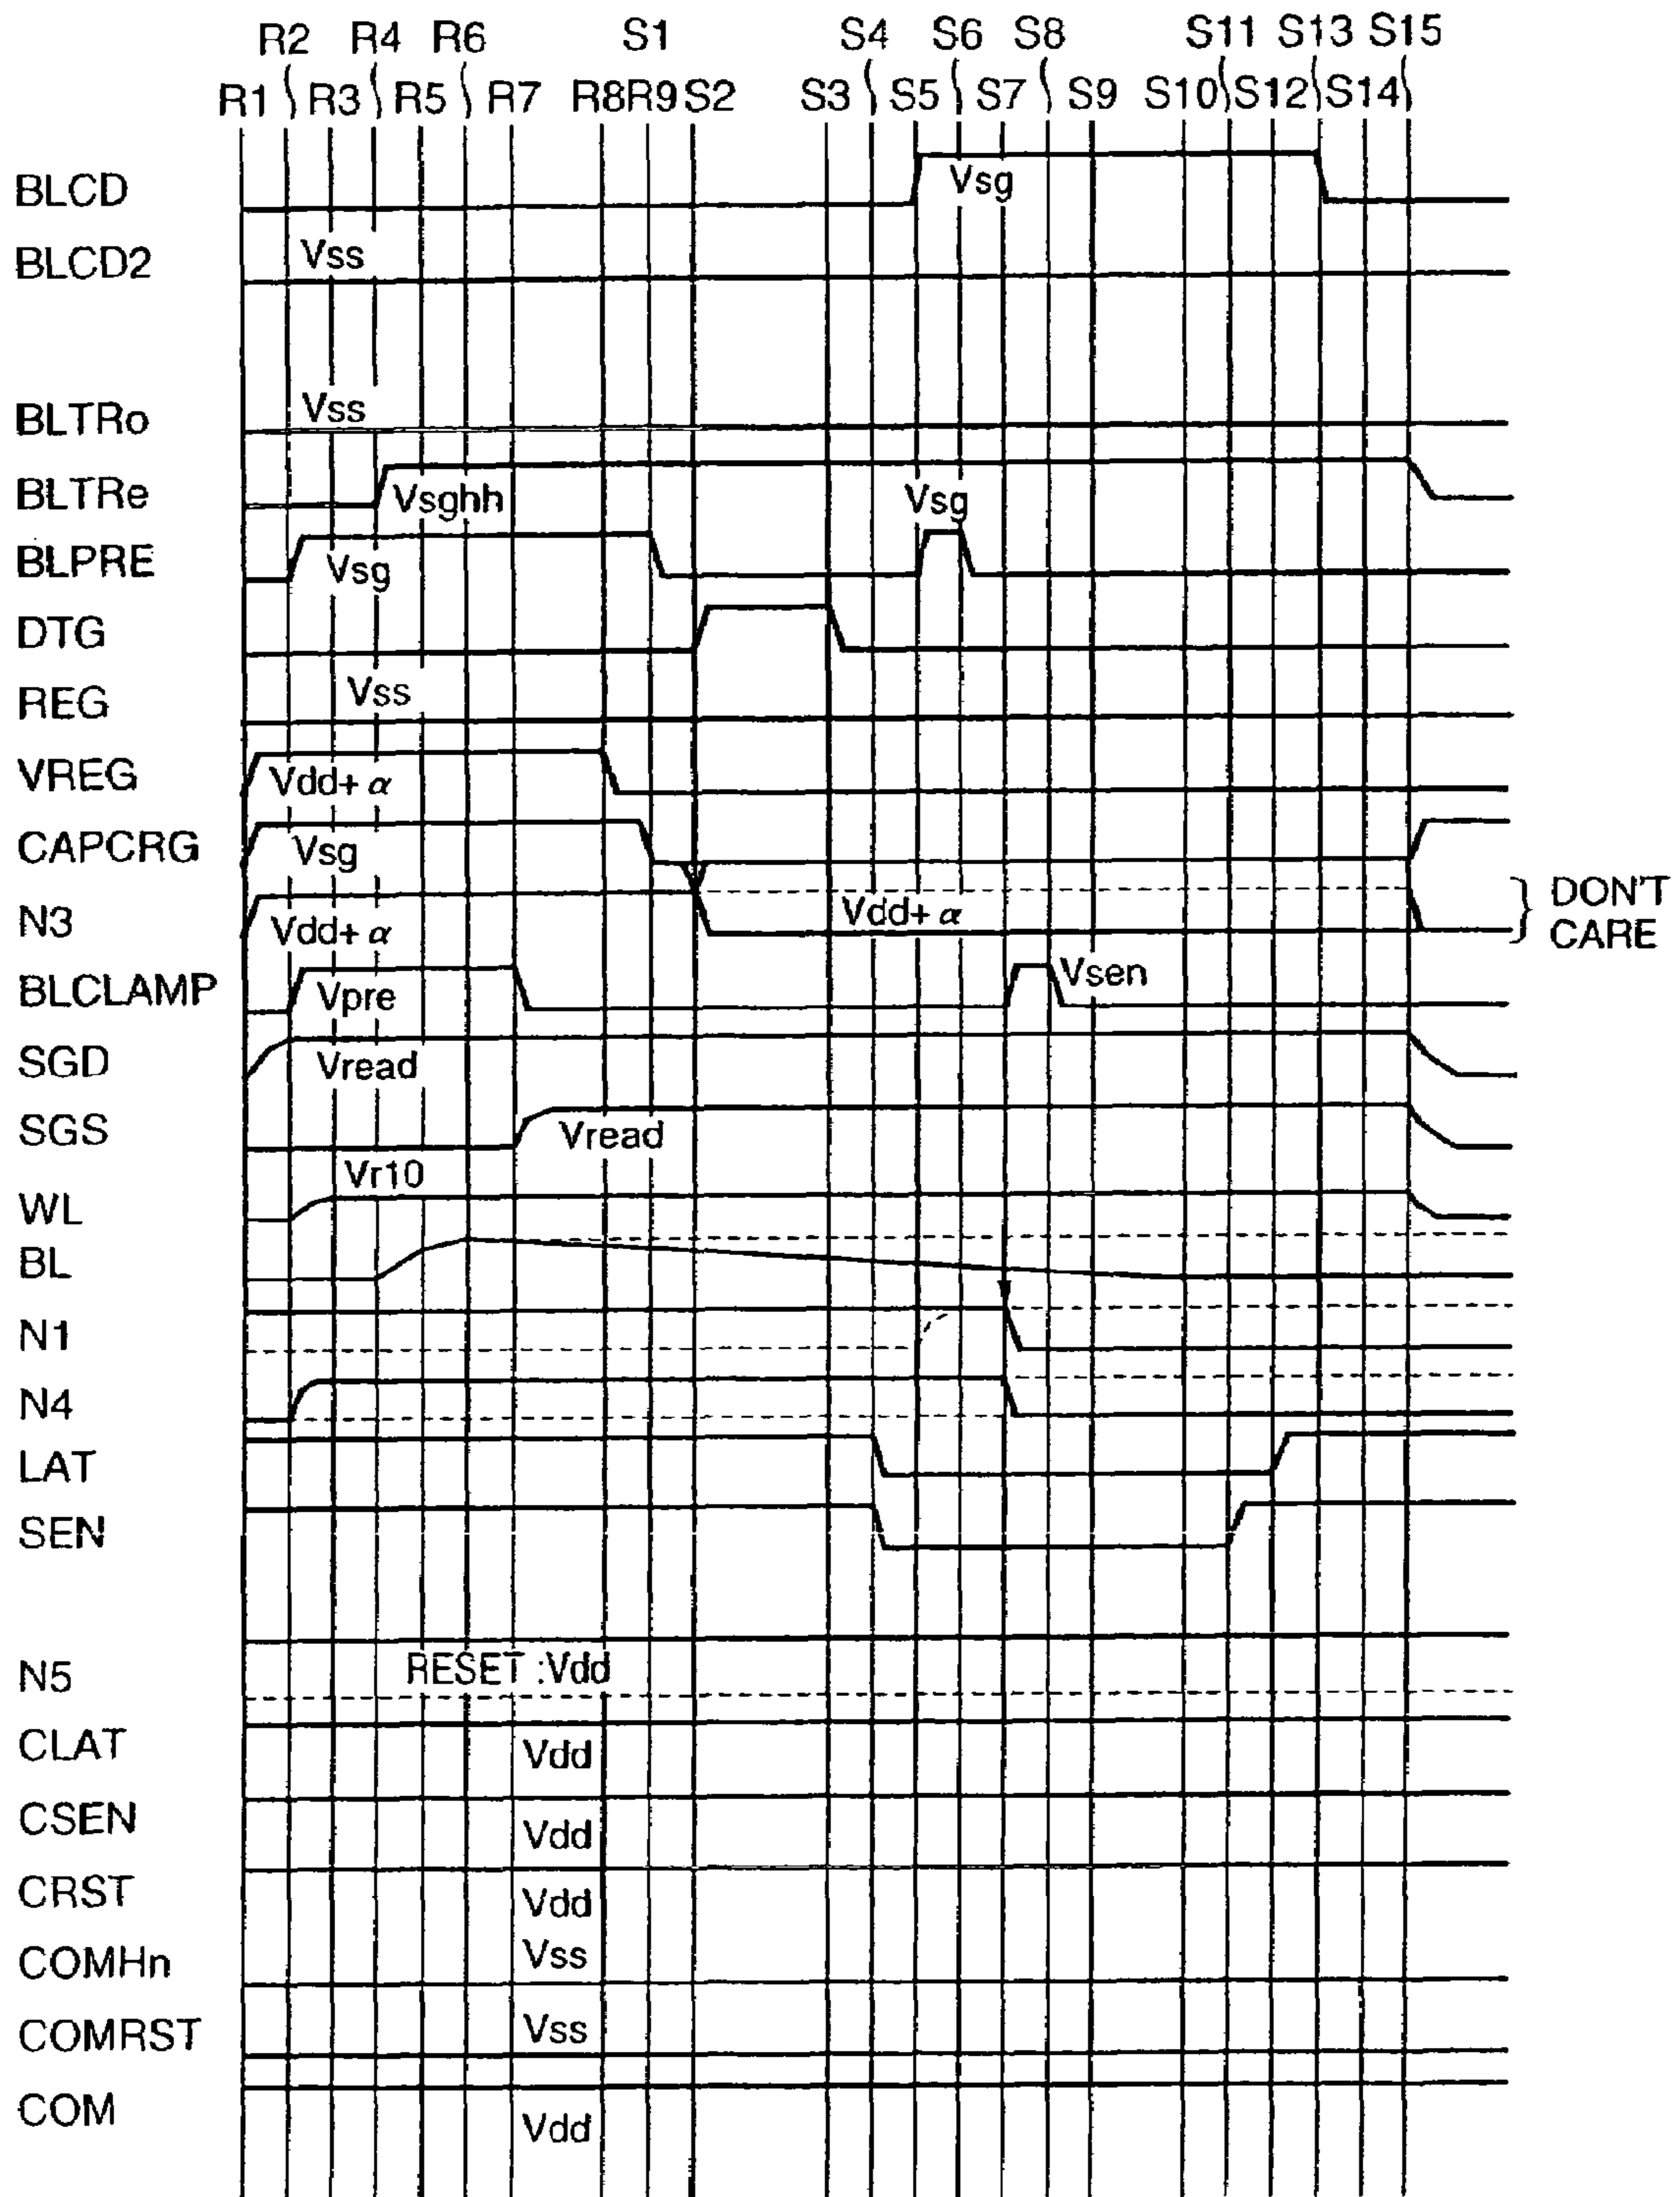 R2 R4 R6 S1 S4 S6 S8 S11 S13 S15
R1 R3 R5 R7 R8 R9 S2 S3 S5 S7 S9 S10 S12 S14
BLCD Vsg
BLCD2 Vss
BLTRo Vss
BLTRe Vsghh
BLPRE Vsg Vsg
DTG
REG Vss
VREG Vdd+α
CAPCRG Vsg
N3 Vdd+α Vdd+α DON'T
CARE
BLCLAMP Vpre Vsen
SGD Vread
SGS Vread
WL Vr10
BL
N1
N4
LAT
SEN
N5 RESET :Vdd
CLAT Vdd
CSEN Vdd
CRST Vdd
COMHn Vss
COMRST Vss
COM Vdd